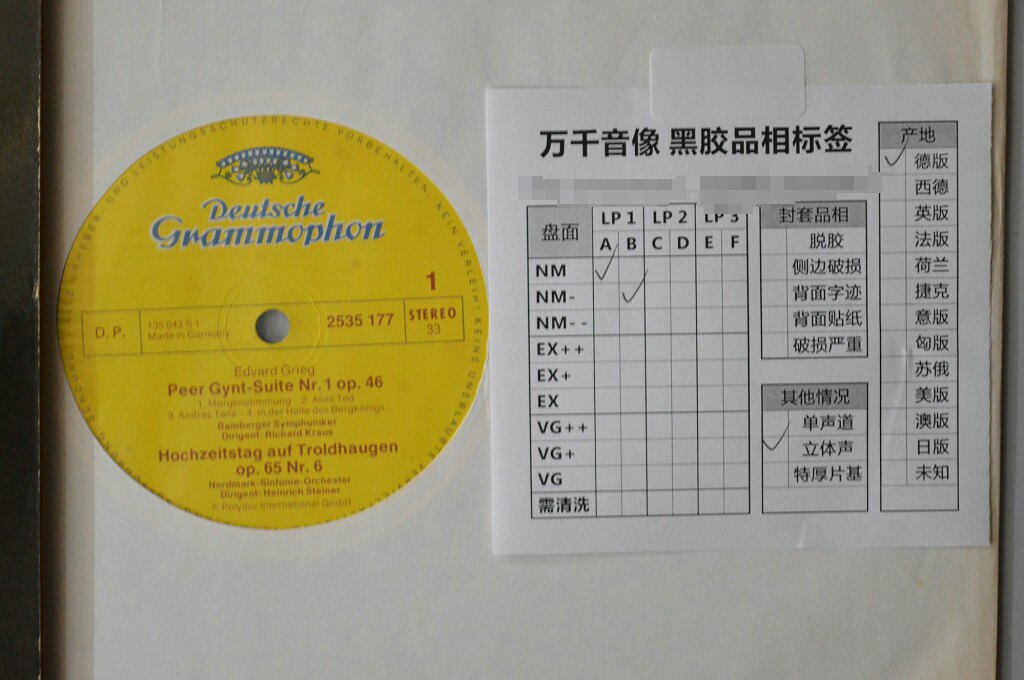 UND LEISTUNGSSCHUTZRECHTE VORBEHALTEN KEIN VERLEIH! KEINE UNERLAUBTE
Deutsche
Grammophon
1
D. P.
135 043 S 1
Made in Germany
2535 177
STEREO
33
Edvard Grieg
Peer Gynt-Suite Nr. 1 op. 46
1. Morgenstimmung · 2. Ases Tod
3. Anitras Tanz · 4. In der Halle des Bergkönigs
Bamberger Symphoniker
Dirigent: Richard Kraus
Hochzeitstag auf Troldhaugen
op. 65 Nr. 6
Nordmark-Sinfonie-Orchester
Dirigent: Heinrich Steiner
℗ Polydor International GmbH
万千音像 黑胶品相标签
盘面
LP 1 LP 2 LP 3
A B C D E F
NM
NM-
NM--
EX++
EX+
EX
VG++
VG+
VG
需清洗
封套品相
脱胶
侧边破损
背面字迹
背面贴纸
破损严重
其他情况
单声道
立体声
特厚片基
产地
德版
西德
英版
法版
荷兰
捷克
意版
匈版
苏俄
美版
澳版
日版
未知